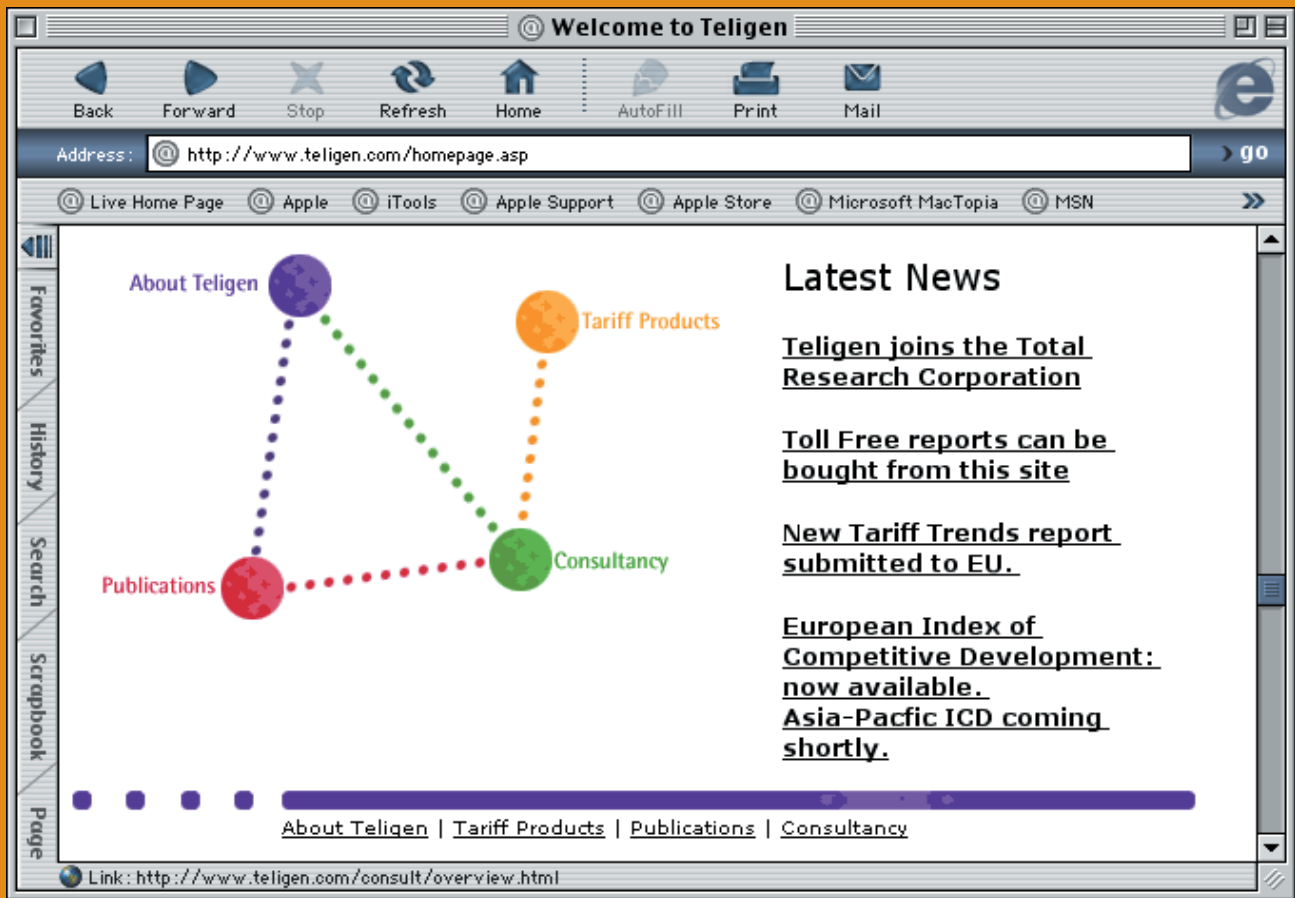 Welcome to Teligen
Back Forward Stop Refresh Home AutoFill Print Mail
Address: http://www.teligen.com/homepage.asp go
Live Home Page Apple iTools Apple Support Apple Store Microsoft MacTopia MSN
Favorites
History
Search
Scrapbook
Page
About Teligen
Tariff Products
Publications
Consultancy
Latest News
Teligen joins the Total
Research Corporation
Toll Free reports can be
bought from this site
New Tariff Trends report
submitted to EU.
European Index of
Competitive Development:
now available.
Asia-Pacfic ICD coming
shortly.
About Teligen | Tariff Products | Publications | Consultancy
Link: http://www.teligen.com/consult/overview.html